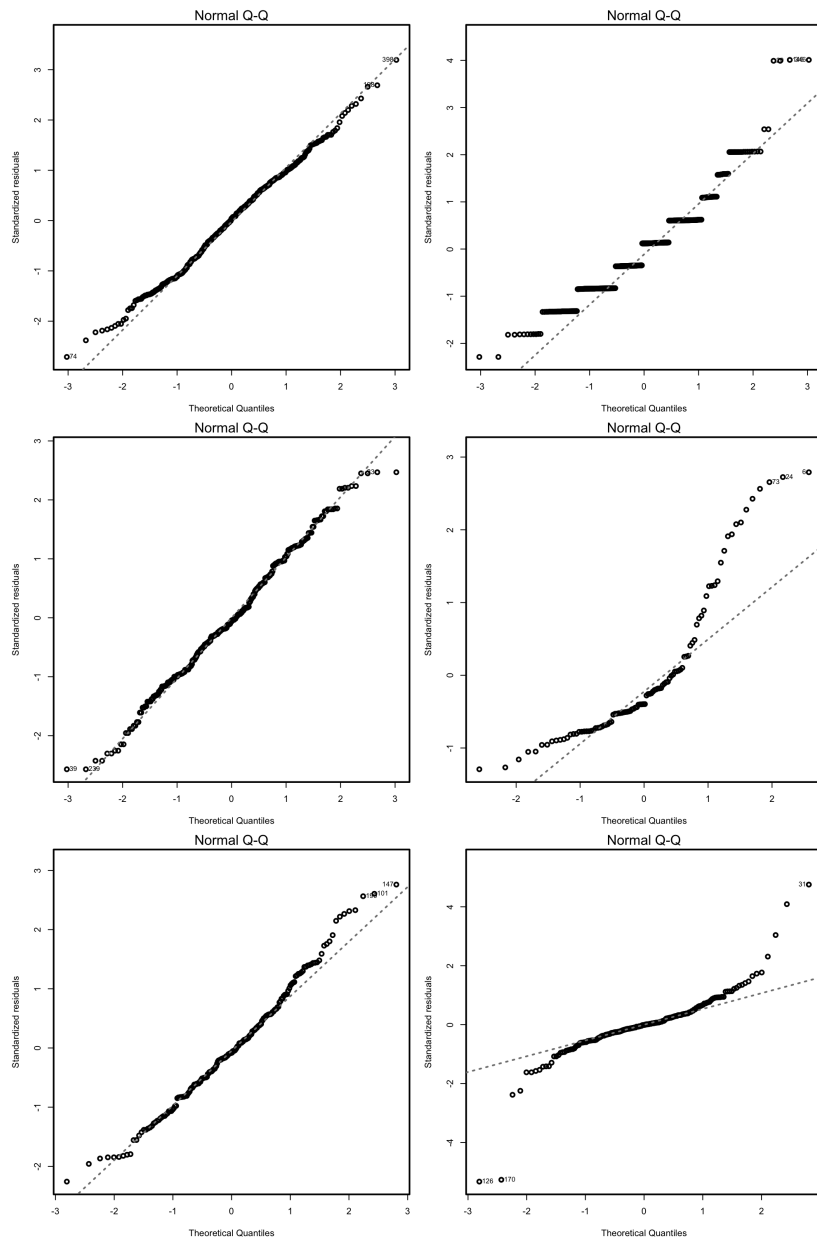 Normal Q-Q
Standardized residuals
3
2
1
0
-1
-2
398
74
-3 -2 -1 0 1 2 3
Theoretical Quantiles
Normal Q-Q
Standardized residuals
4
3
2
1
0
-1
-2
-3 -2 -1 0 1 2 3
Theoretical Quantiles
Normal Q-Q
Standardized residuals
3
2
1
0
-1
-2
39 239
-3 -2 -1 0 1 2 3
Theoretical Quantiles
Normal Q-Q
Standardized residuals
3
2
1
0
-1
6
24
73
-2 -1 0 1 2
Theoretical Quantiles
Normal Q-Q
Standardized residuals
3
2
1
0
-1
-2
147
101
-3 -2 -1 0 1 2 3
Theoretical Quantiles
Normal Q-Q
Standardized residuals
4
2
0
-2
-4
31
126 170
-3 -2 -1 0 1 2 3
Theoretical Quantiles